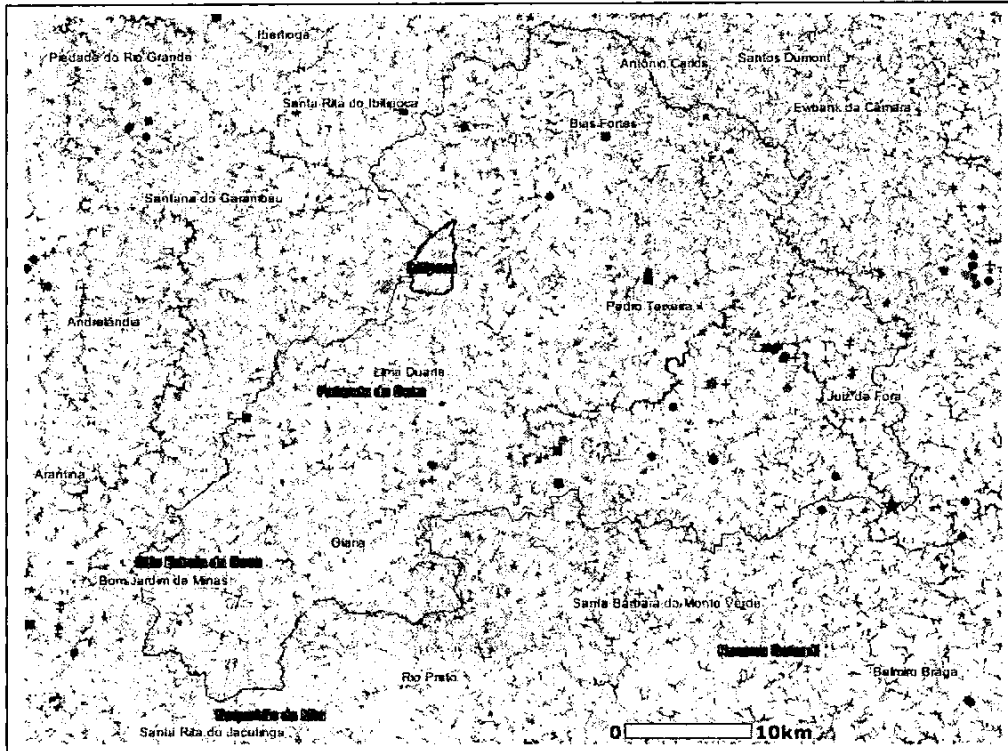 Ibertioga
Piedade do Rio Grande
Antônio Carlos
Santos Dumont
Santa Rita do Ibitipoca
Ewbank da Câmara
Bias Fortes
Santana do Garambeu
Pedro Teixeira
Andrelândia
Lima Duarte
Juiz de Fora
Arantina
Olaria
Bom Jardim de Minas
Santa Bárbara do Monte Verde
Rio Preto
Belmiro Braga
Santa Rita do Jacutinga
0 10km